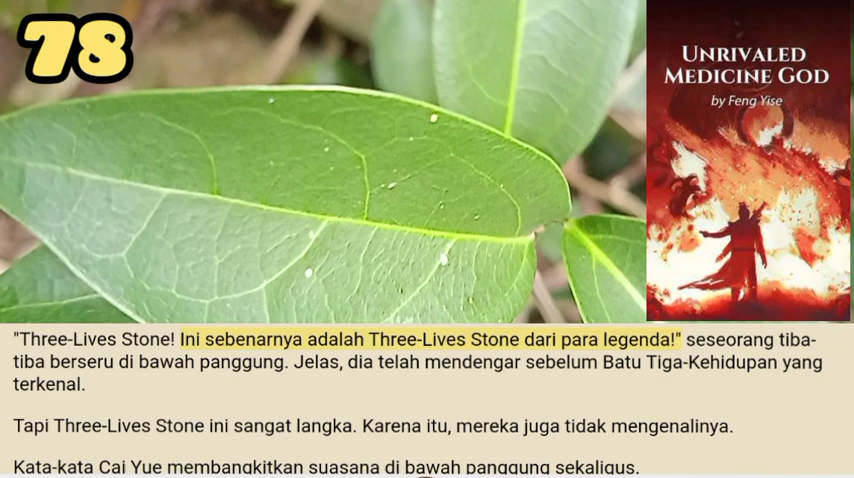 78
UNRIVALED
MEDICINE GOD
by Feng Yise
"Three-Lives Stone! Ini sebenarnya adalah Three-Lives Stone dari para legenda!" seseorang tiba-
tiba berseru di bawah panggung. Jelas, dia telah mendengar sebelum Batu Tiga-Kehidupan yang
terkenal.
Tapi Three-Lives Stone ini sangat langka. Karena itu, mereka juga tidak mengenalinya.
Kata-kata Cai Yue membangkitkan suasana di bawah panggung sekaligus.